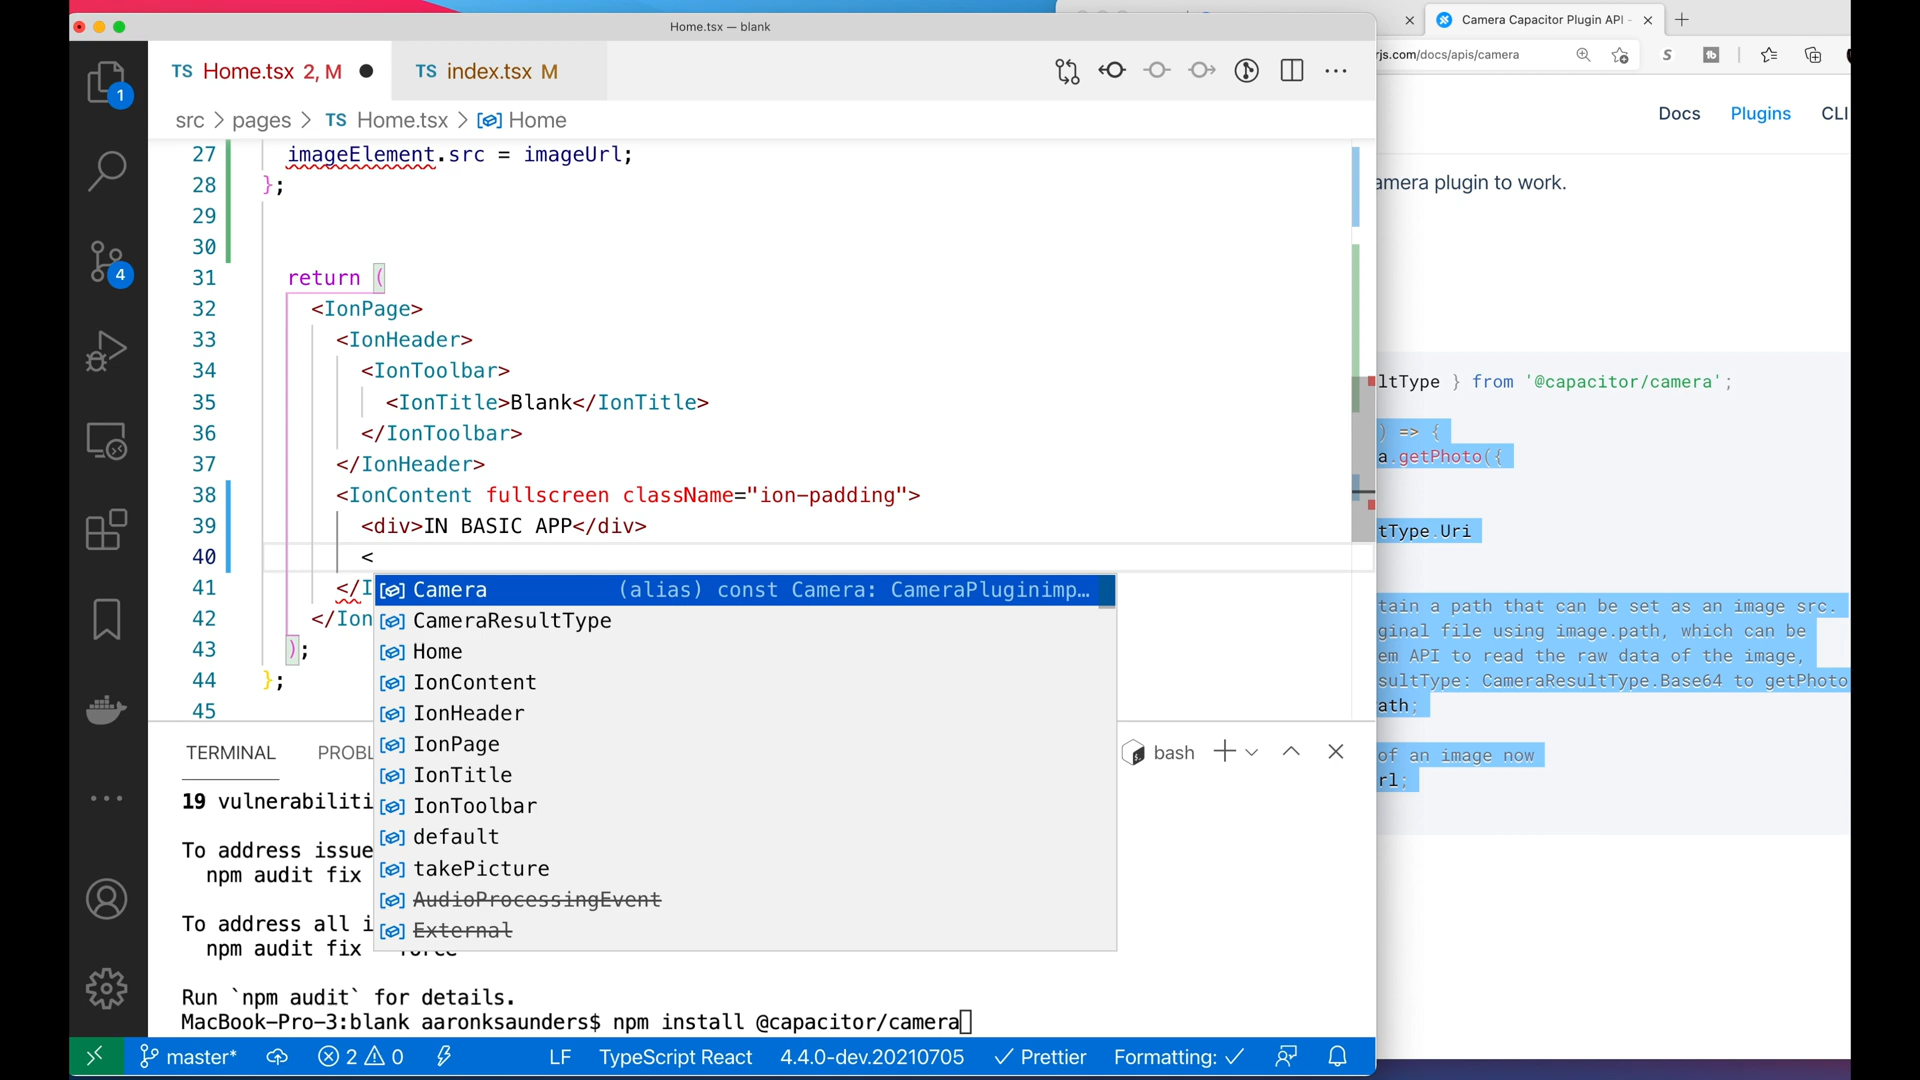 Home.tsx — blank
Camera Capacitor Plugin API -
TS Home.tsx 2, M
TS index.tsx M
rjs.com/docs/apis/camera
src > pages > TS Home.tsx > Home
Docs Plugins CLI
27 imageElement.src = imageUrl;
28 };
29
30
31 return (
32 <IonPage>
33 <IonHeader>
34 <IonToolbar>
35 <IonTitle>Blank</IonTitle>
36 </IonToolbar>
37 </IonHeader>
38 <IonContent fullscreen className="ion-padding">
39 <div>IN BASIC APP</div>
40 <
41 </I
42 </Ion
43 );
44 };
45
Camera (alias) const Camera: CameraPluginimp…
CameraResultType
Home
IonContent
IonHeader
IonPage
IonTitle
IonToolbar
default
takePicture
AudioProcessingEvent
External
amera plugin to work.
ltType } from '@capacitor/camera';
) => {
a.getPhoto({
tType.Uri
tain a path that can be set as an image src.
ginal file using image.path, which can be
em API to read the raw data of the image,
sultType: CameraResultType.Base64 to getPhoto
ath;
of an image now
rl;
1
4
TERMINAL PROBL
bash
19 vulnerabiliti
To address issue
npm audit fix
To address all i
npm audit fix --force
Run `npm audit` for details.
MacBook-Pro-3:blank aaronksaunders$ npm install @capacitor/camera
master* 2 0 LF TypeScript React 4.4.0-dev.20210705 Prettier Formatting: ✓